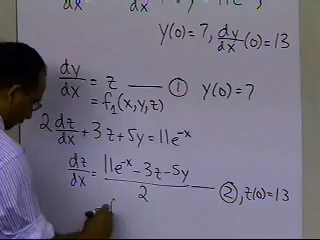 y(0) = 7, dy/dx (0) = 13
dy/dx = z —— ① y(0) = 7
= f₁(x, y, z)
2 dz/dx + 3z + 5y = 11e⁻ˣ
dz/dx = (11e⁻ˣ - 3z - 5y)/2 —— ②, z(0) = 13